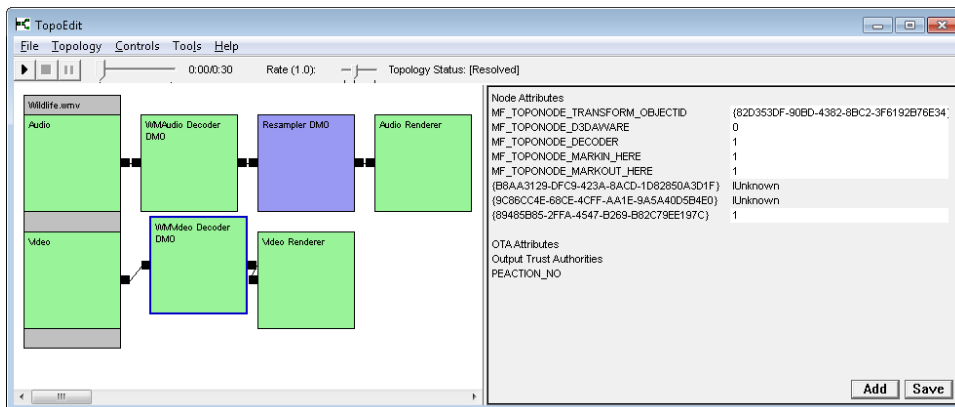 TopoEdit
File Topology Controls Tools Help
0:00/0:30 Rate (1.0): Topology Status: [Resolved]
Wildlife.wmv
Audio
WMAudio Decoder
DMO
Resampler DMO
Audio Renderer
Video
WMVideo Decoder
DMO
Video Renderer
Node Attributes
MF_TOPONODE_TRANSFORM_OBJECTID {82D353DF-90BD-4382-8BC2-3F6192B76E34}
MF_TOPONODE_D3DAWARE 0
MF_TOPONODE_DECODER 1
MF_TOPONODE_MARKIN_HERE 1
MF_TOPONODE_MARKOUT_HERE 1
{B8AA3129-DFC9-423A-8ACD-1D82850A3D1F} IUnknown
{9C86CC4E-68CE-4CFF-AA1E-9A5A40D5B4E0} IUnknown
{89485B85-2FFA-4547-B269-B82C79EE197C} 1
OTA Attributes
Output Trust Authorities
PEACTION_NO
Add Save